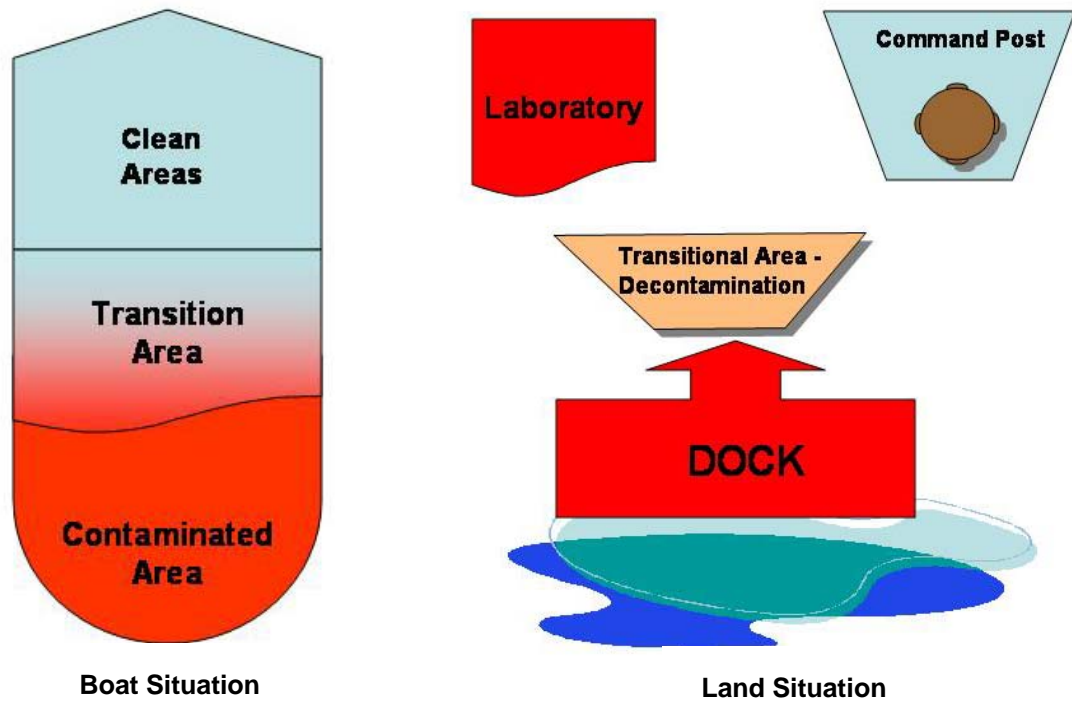 Clean
Areas
Transition
Area
Contaminated
Area
Boat Situation
Laboratory
Command Post
Transitional Area -
Decontamination
DOCK
Land Situation